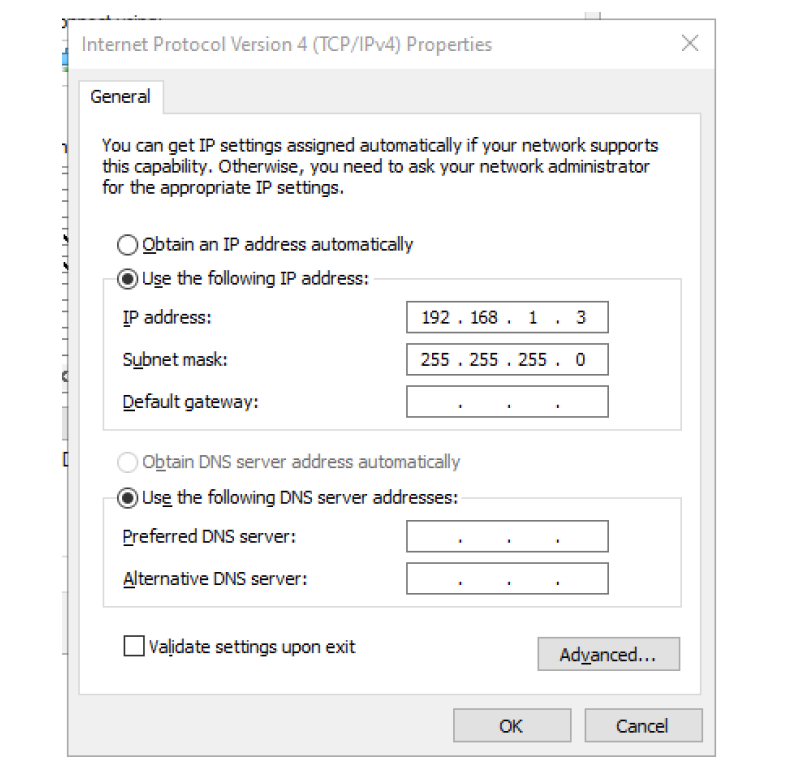 Internet Protocol Version 4 (TCP/IPv4) Properties
General
You can get IP settings assigned automatically if your network supports
this capability. Otherwise, you need to ask your network administrator
for the appropriate IP settings.
Obtain an IP address automatically
Use the following IP address:
IP address: 192 . 168 . 1 . 3
Subnet mask: 255 . 255 . 255 . 0
Default gateway: . . .
Obtain DNS server address automatically
Use the following DNS server addresses:
Preferred DNS server: . . .
Alternative DNS server: . . .
Validate settings upon exit
Advanced...
OK Cancel